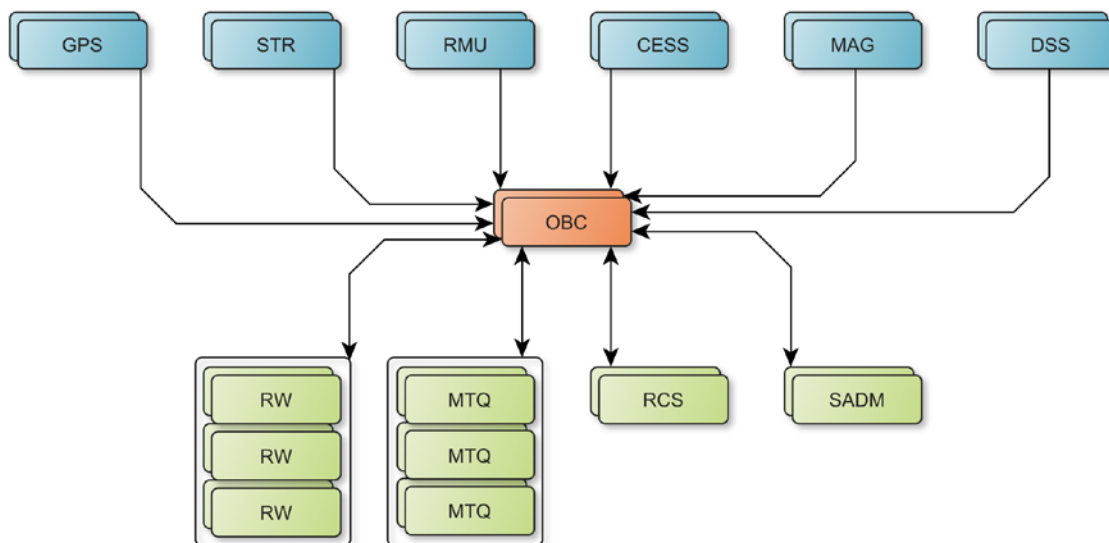 GPS
STR
RMU
CESS
MAG
DSS
OBC
RW
MTQ
RCS
SADM
RW
MTQ
RW
MTQ